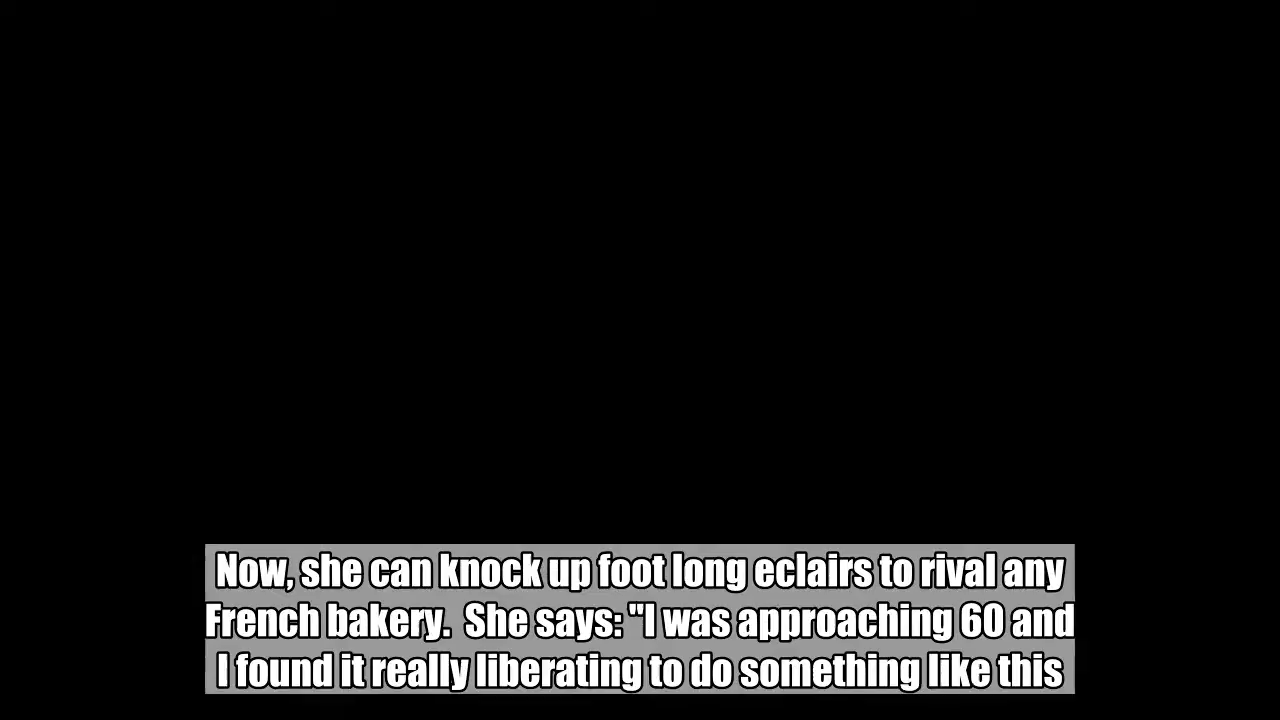 Now, she can knock up foot long eclairs to rival any
French bakery.  She says: "I was approaching 60 and
I found it really liberating to do something like this